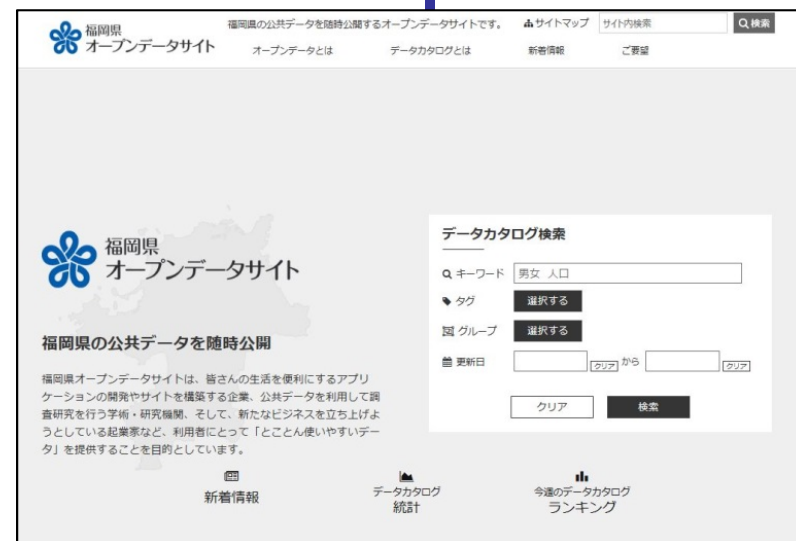 福岡県
オープンデータサイト
福岡県の公共データを随時公開するオープンデータサイトです。
サイトマップ
サイト内検索
検索
オープンデータとは
データカタログとは
新着情報
ご要望
福岡県
オープンデータサイト
福岡県の公共データを随時公開
福岡県オープンデータサイトは、皆さんの生活を便利にするアプリ
ケーションの開発やサイトを構築する企業、公共データを利用して調
査研究を行う学術・研究機関、そして、新たなビジネスを立ち上げよ
うとしている起業家など、利用者にとって「とことん使いやすいデー
タ」を提供することを目的としています。
データカタログ検索
キーワード 男女 人口
タグ 選択する
グループ 選択する
更新日 クリア から クリア
クリア 検索
新着情報
データカタログ
統計
今週のデータカタログ
ランキング